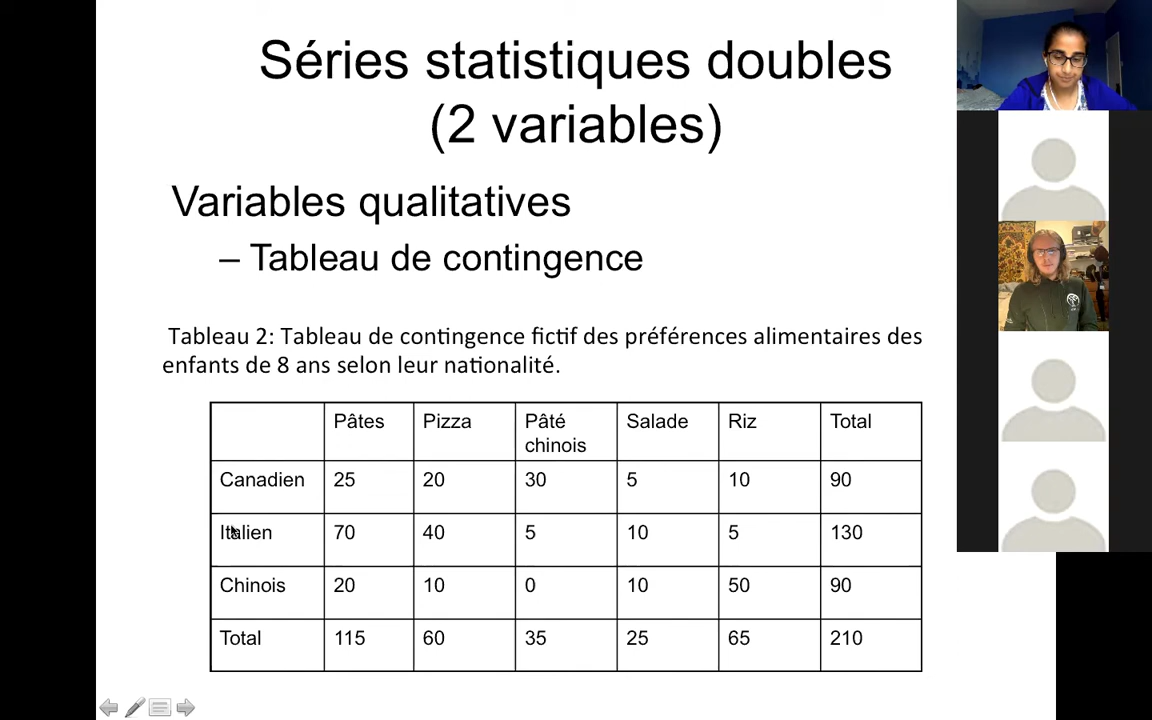 Séries statistiques doubles
(2 variables)
Variables qualitatives
– Tableau de contingence
Tableau 2: Tableau de contingence fictif des préférences alimentaires des
enfants de 8 ans selon leur nationalité.
Pâtes Pizza Pâté chinois Salade Riz Total
Canadien 25 20 30 5 10 90
Italien 70 40 5 10 5 130
Chinois 20 10 0 10 50 90
Total 115 60 35 25 65 210